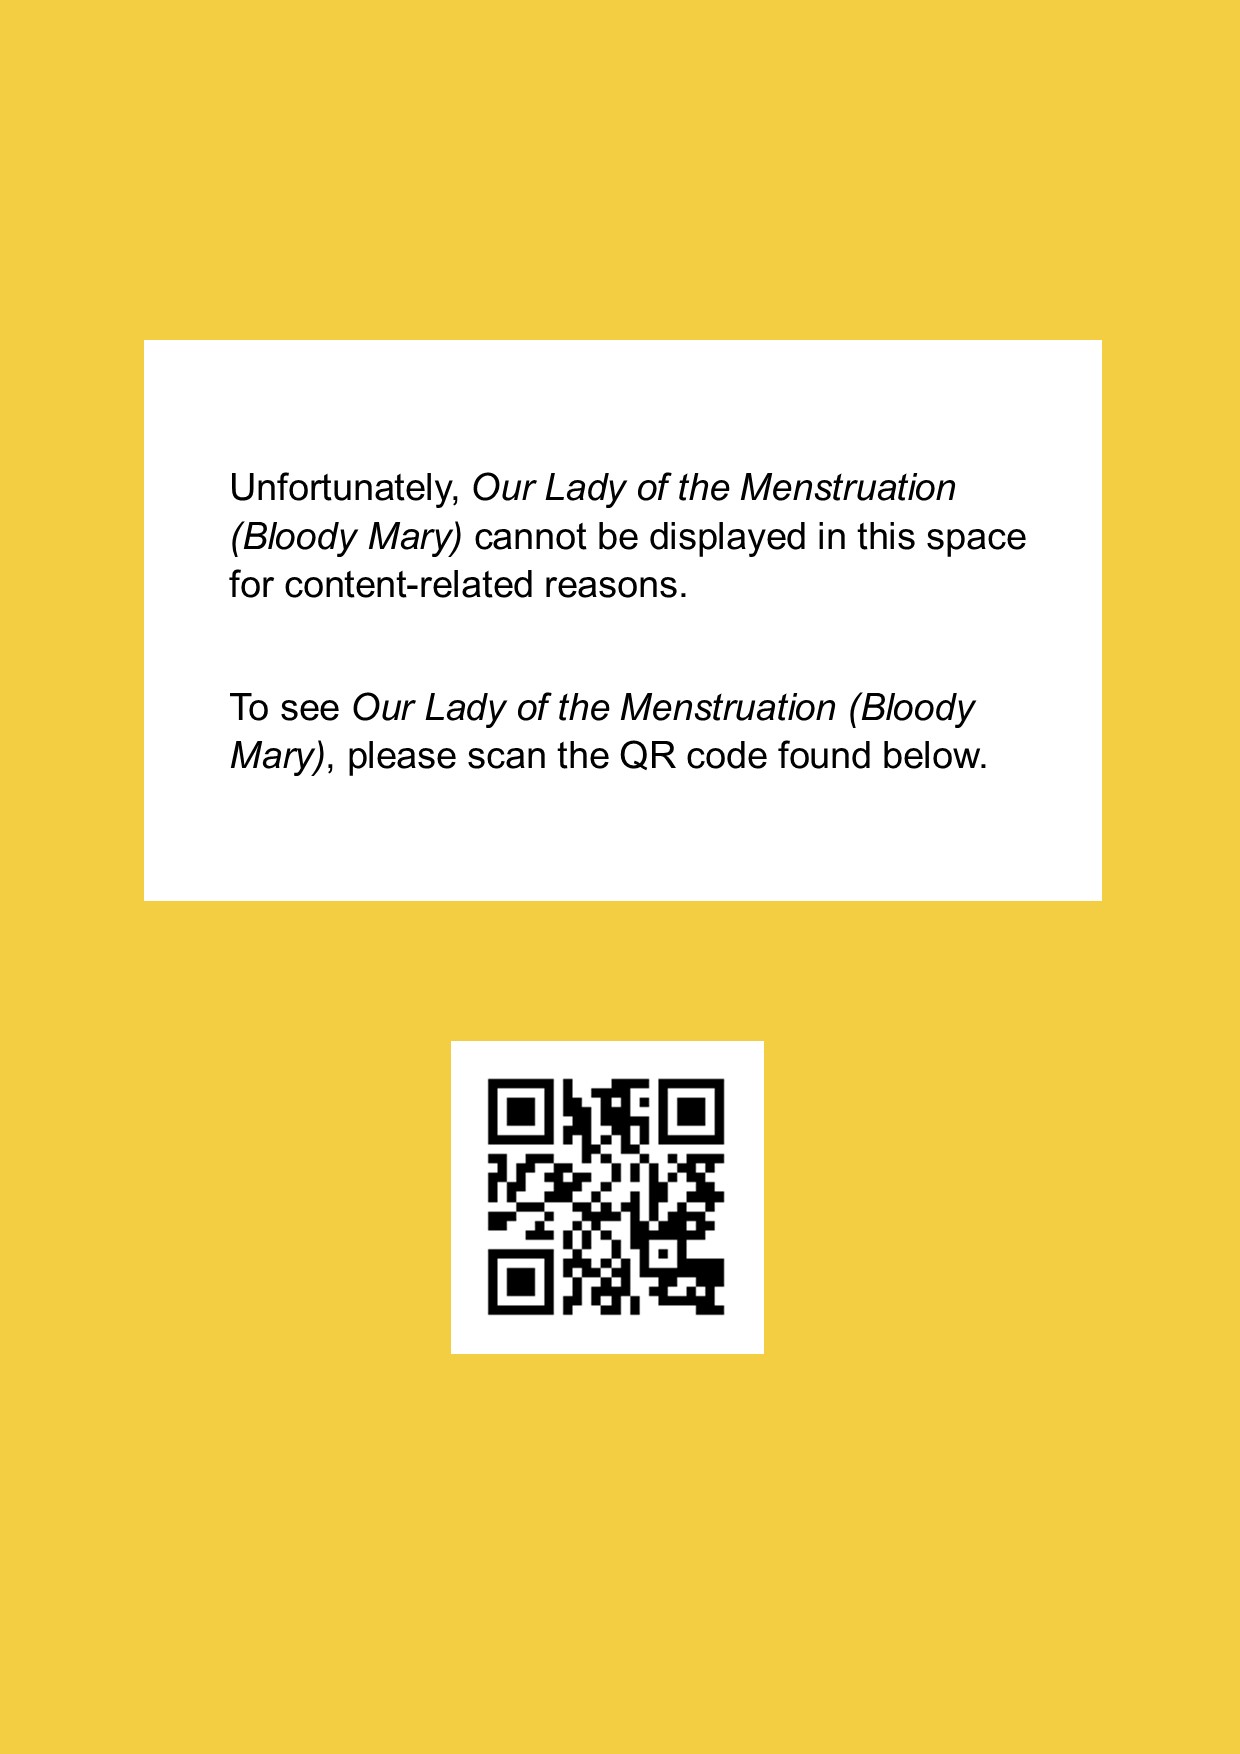 Unfortunately, Our Lady of the Menstruation
(Bloody Mary) cannot be displayed in this space
for content-related reasons.
To see Our Lady of the Menstruation (Bloody
Mary), please scan the QR code found below.